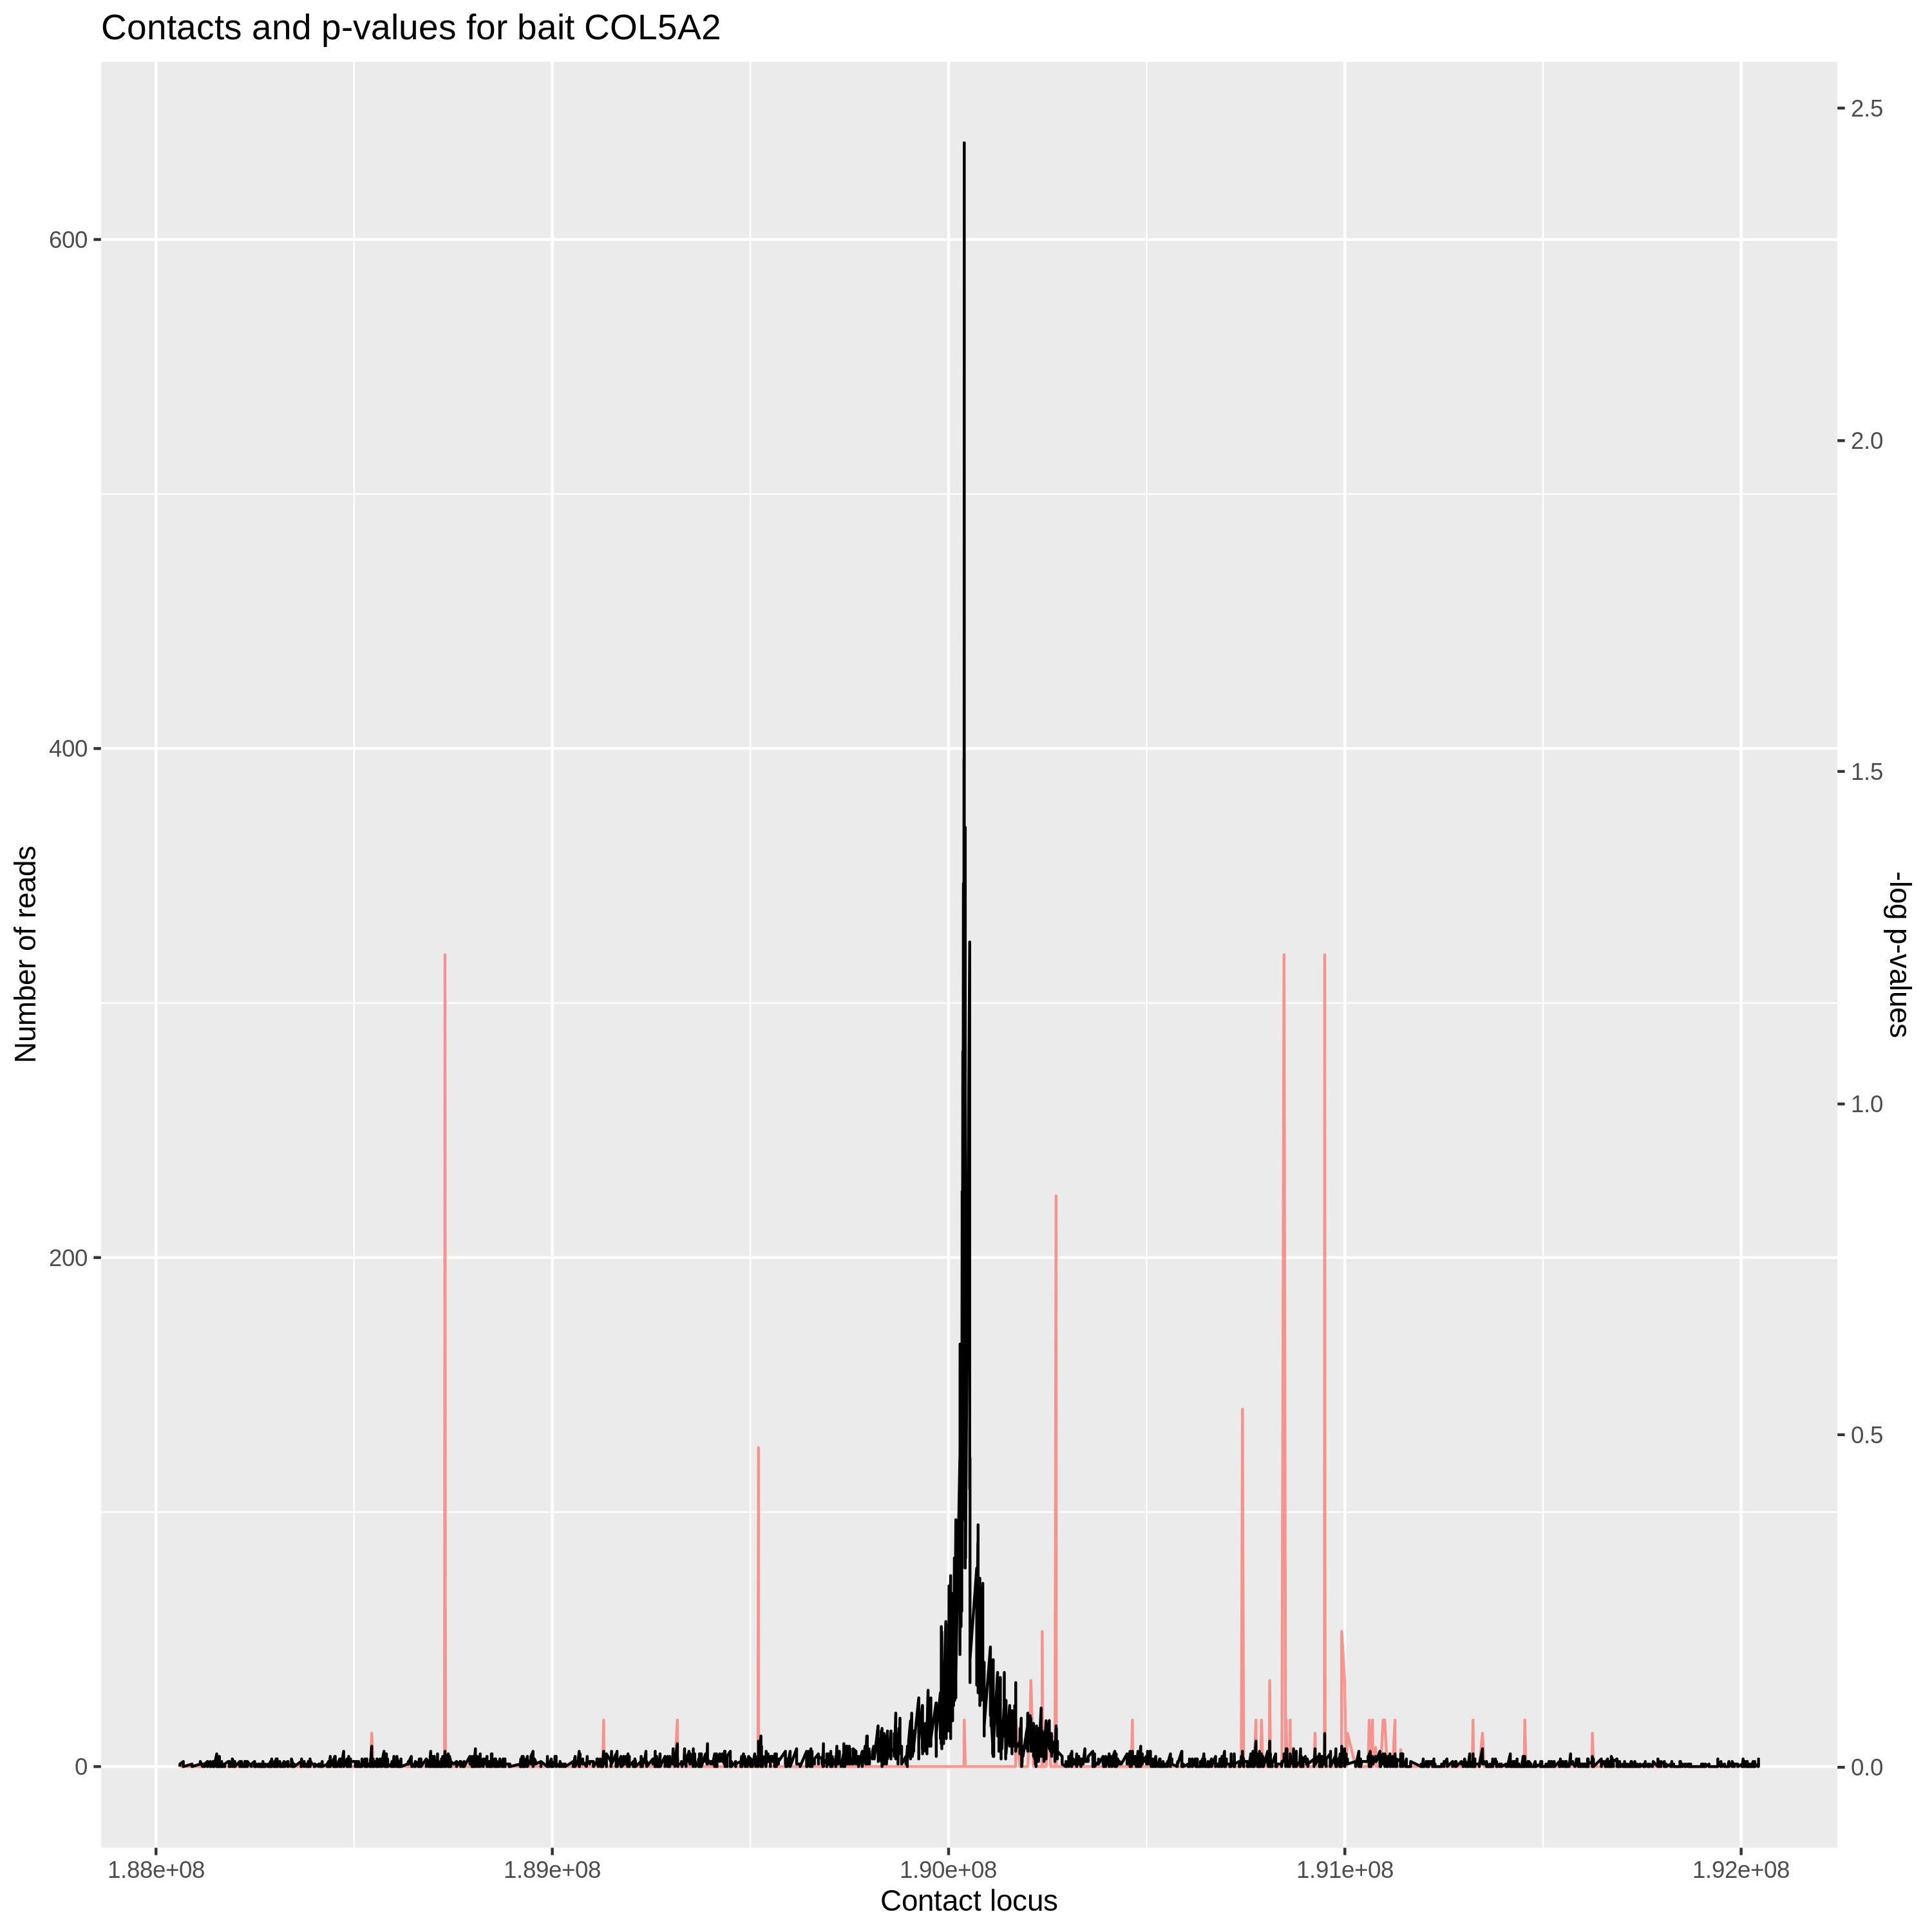 Contacts and p-values for bait COL5A2
Number of reads
600
400
200
0
-log p-values
2.5
2.0
1.5
1.0
0.5
0.0
1.88e+08 1.89e+08 1.90e+08 1.91e+08 1.92e+08
Contact locus